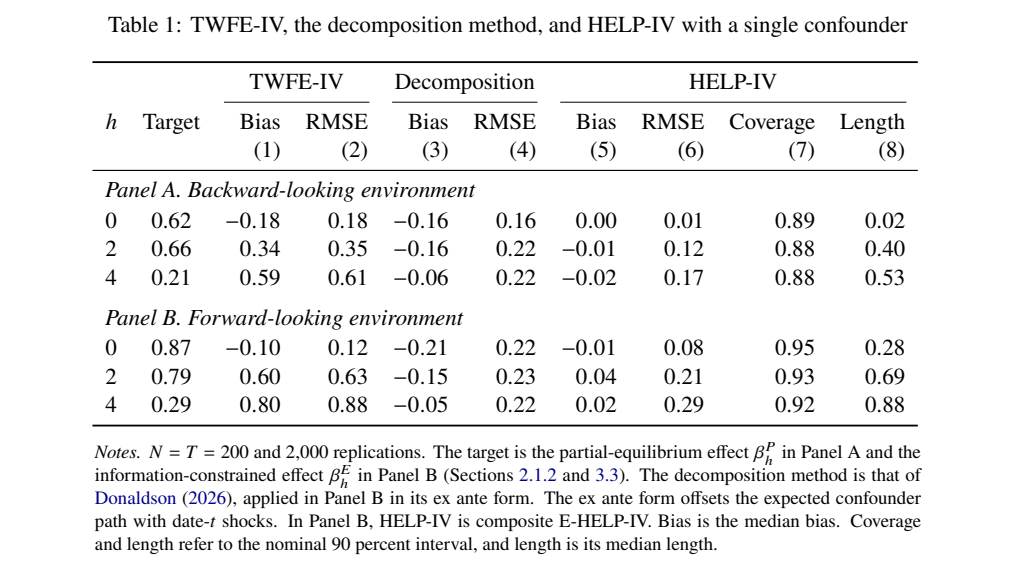 Table 1: TWFE-IV, the decomposition method, and HELP-IV with a single confounder
TWFE-IV Decomposition HELP-IV
h Target Bias RMSE Bias RMSE Bias RMSE Coverage Length
(1) (2) (3) (4) (5) (6) (7) (8)
Panel A. Backward-looking environment
0 0.62 −0.18 0.18 −0.16 0.16 0.00 0.01 0.89 0.02
2 0.66 0.34 0.35 −0.16 0.22 −0.01 0.12 0.88 0.40
4 0.21 0.59 0.61 −0.06 0.22 −0.02 0.17 0.88 0.53
Panel B. Forward-looking environment
0 0.87 −0.10 0.12 −0.21 0.22 −0.01 0.08 0.95 0.28
2 0.79 0.60 0.63 −0.15 0.23 0.04 0.21 0.93 0.69
4 0.29 0.80 0.88 −0.05 0.22 0.02 0.29 0.92 0.88
Notes. N = T = 200 and 2,000 replications. The target is the partial-equilibrium effect β_h^P in Panel A and the
information-constrained effect β_h^E in Panel B (Sections 2.1.2 and 3.3). The decomposition method is that of
Donaldson (2026), applied in Panel B in its ex ante form. The ex ante form offsets the expected confounder
path with date-t shocks. In Panel B, HELP-IV is composite E-HELP-IV. Bias is the median bias. Coverage
and length refer to the nominal 90 percent interval, and length is its median length.